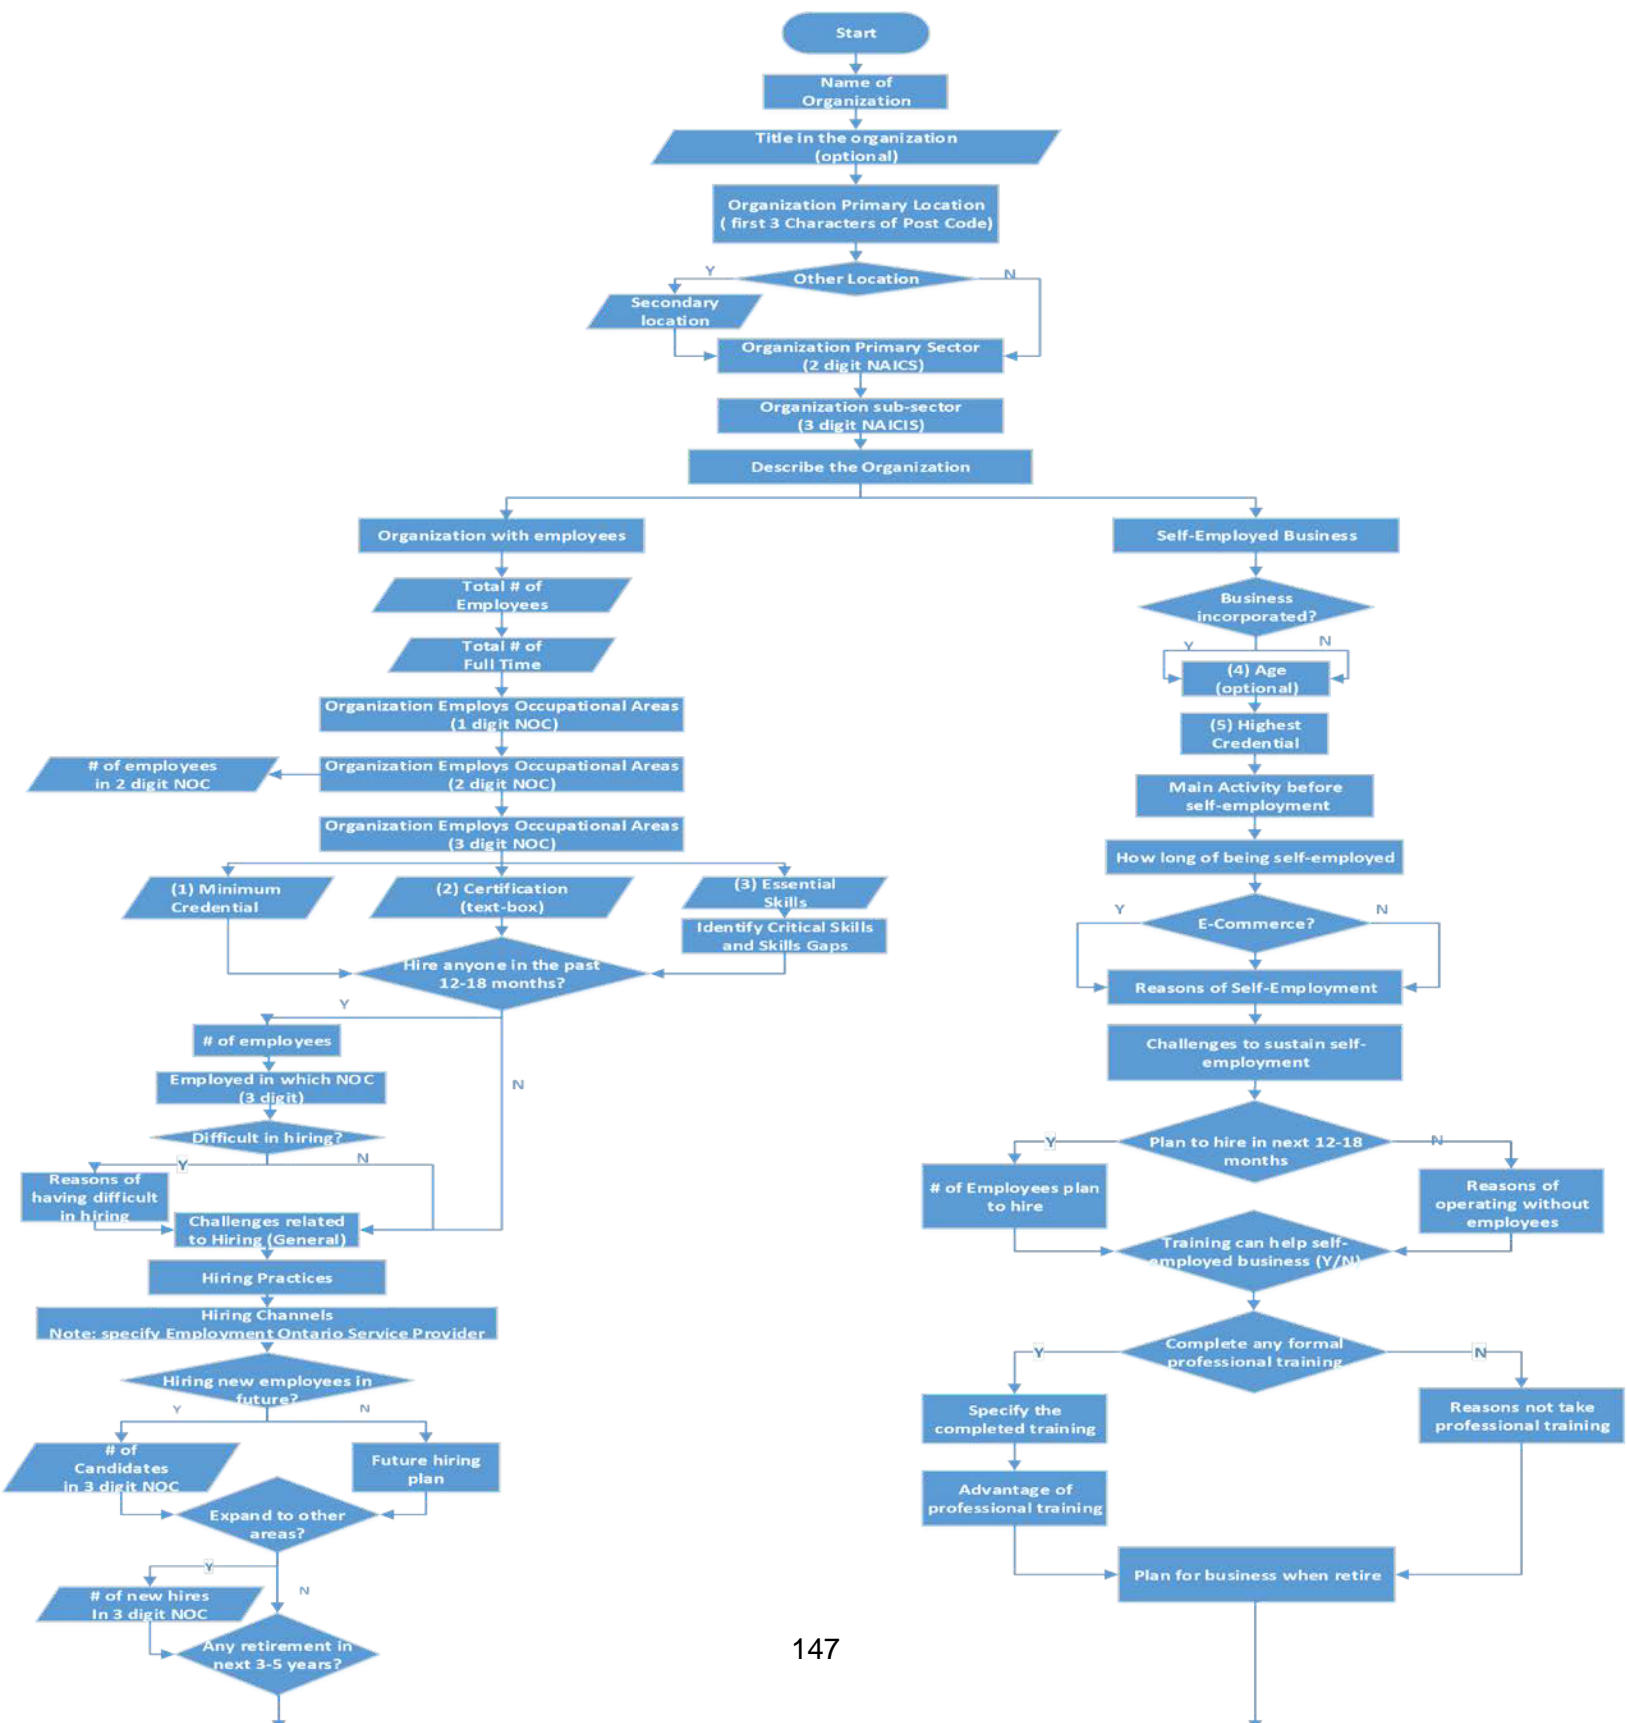 Start
Name of
Organization
Title in the organization
(optional)
Organization Primary Location
( first 3 Characters of Post Code)
Other Location
Y
N
Secondary
location
Organization Primary Sector
(2 digit NAICS)
Organization sub-sector
(3 digit NAICIS)
Describe the Organization
Organization with employees
Total # of
Employees
Total # of
Full Time
Organization Employs Occupational Areas
(1 digit NOC)
# of employees
in 2 digit NOC
Organization Employs Occupational Areas
(2 digit NOC)
Organization Employs Occupational Areas
(3 digit NOC)
(1) Minimum
Credential
(2) Certification
(text-box)
(3) Essential
Skills
Identify Critical Skills
and Skills Gaps
Hire anyone in the past
12-18 months?
Y
N
# of employees
Employed in which NOC
(3 digit)
Difficult in hiring?
Y
N
Reasons of
having difficult
in hiring
Challenges related
to Hiring (General)
Hiring Practices
Hiring Channels
Note: specify Employment Ontario Service Provider
Hiring new employees in
future?
Y
N
# of
Candidates
in 3 digit NOC
Future hiring
plan
Expand to other
areas?
Y
N
# of new hires
In 3 digit NOC
Any retirement in
next 3-5 years?
Self-Employed Business
Business
incorporated?
Y
N
(4) Age
(optional)
(5) Highest
Credential
Main Activity before
self-employment
How long of being self-employed
E-Commerce?
Y
N
Reasons of Self-Employment
Challenges to sustain self-
employment
Plan to hire in next 12-18
months
Y
N
# of Employees plan
to hire
Reasons of
operating without
employees
Training can help self-
employed business (Y/N)
Complete any formal
professional training
Y
N
Specify the
completed training
Reasons not take
professional training
Advantage of
professional training
Plan for business when retire
147